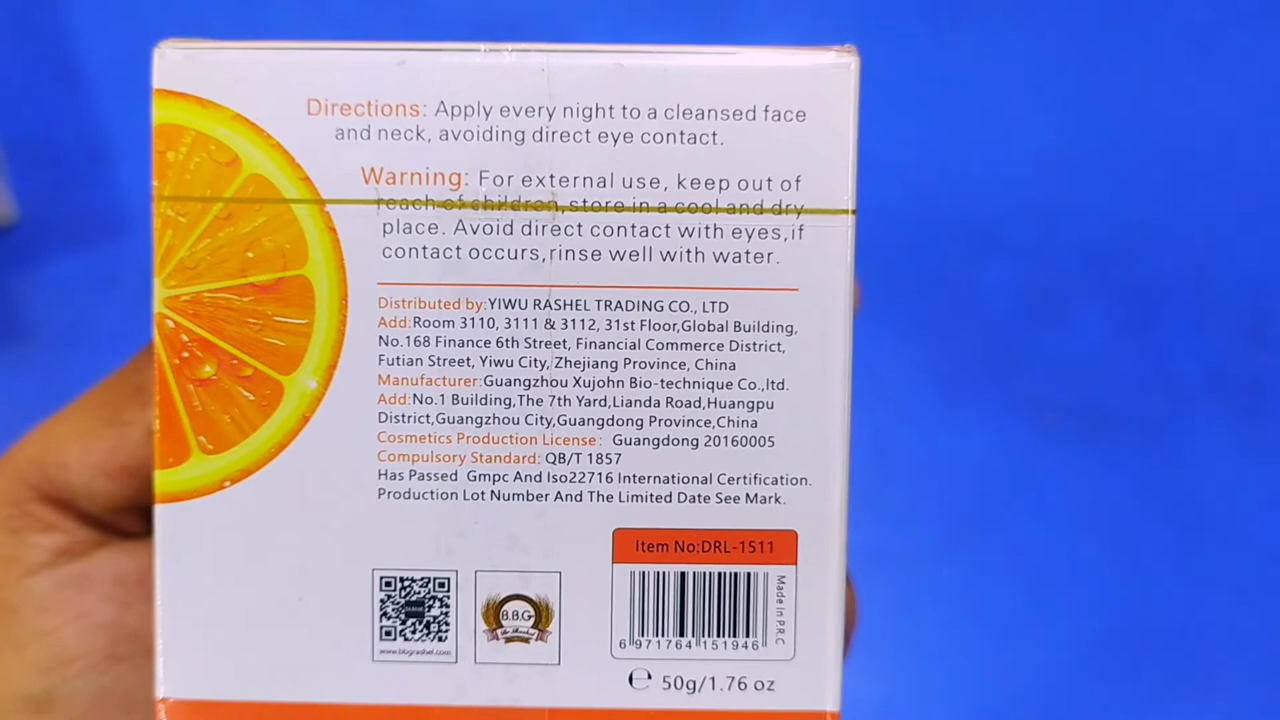 Directions: Apply every night to a cleansed face
and neck, avoiding direct eye contact.
Warning: For external use, keep out of
reach of children,store in a cool and dry
place. Avoid direct contact with eyes,if
contact occurs,rinse well with water.
Distributed by:YIWU RASHEL TRADING CO., LTD
Add:Room 3110, 3111 & 3112, 31st Floor,Global Building,
No.168 Finance 6th Street, Financial Commerce District,
Futian Street, Yiwu City, Zhejiang Province, China
Manufacturer:Guangzhou Xujohn Bio-technique Co.,ltd.
Add:No.1 Building,The 7th Yard,Lianda Road,Huangpu
District,Guangzhou City,Guangdong Province,China
Cosmetics Production License: Guangdong 20160005
Compulsory Standard: QB/T 1857
Has Passed Gmpc And Iso22716 International Certification.
Production Lot Number And The Limited Date See Mark.
Item No:DRL-1511
Made In P.R.C
6 971764 151946
www.bbgrashel.com
B.B.G
Dr.Rashel
℮ 50g/1.76 oz